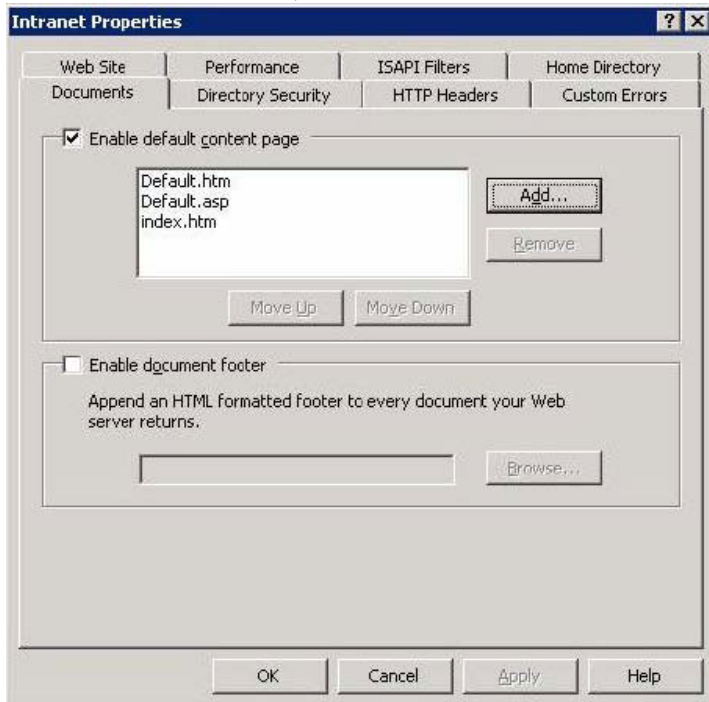 Intranet Properties
? X
Web Site Performance ISAPI Filters Home Directory
Documents Directory Security HTTP Headers Custom Errors
Enable default content page
Default.htm
Default.asp
index.htm
Add...
Remove
Move Up Move Down
Enable document footer
Append an HTML formatted footer to every document your Web
server returns.
Browse...
OK Cancel Apply Help